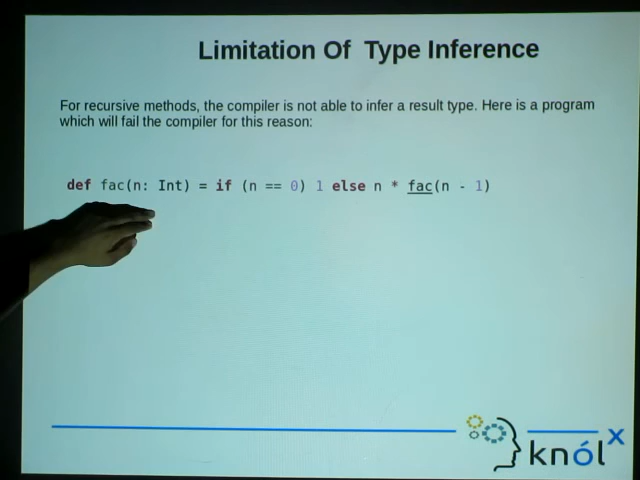 Limitation Of Type Inference
For recursive methods, the compiler is not able to infer a result type. Here is a program
which will fail the compiler for this reason:
def fac(n: Int) = if (n == 0) 1 else n * fac(n - 1)
knólx